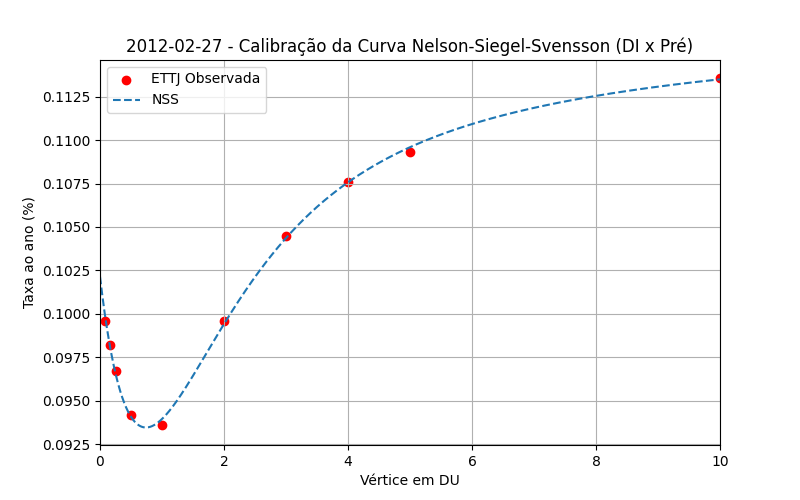 2012-02-27 - Calibração da Curva Nelson-Siegel-Svensson (DI x Pré)
ETTJ Observada
NSS
Taxa ao ano (%)
0.1125
0.1100
0.1075
0.1050
0.1025
0.1000
0.0975
0.0950
0.0925
0 2 4 6 8 10
Vértice em DU